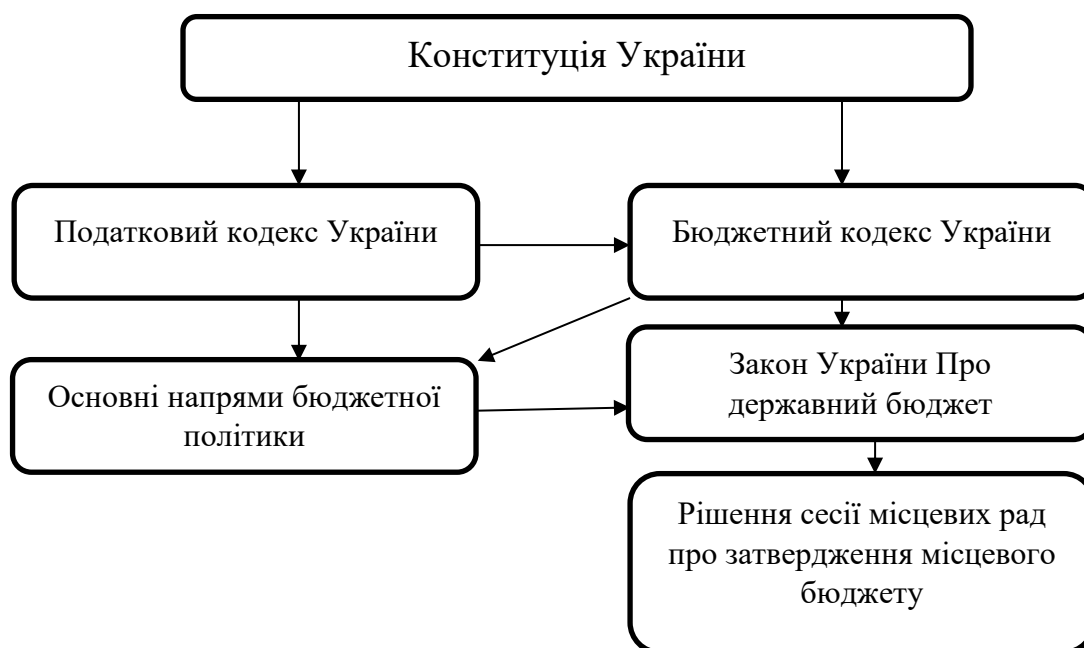 Конституція України
Податковий кодекс України
Бюджетний кодекс України
Основні напрями бюджетної
політики
Закон України Про
державний бюджет
Рішення сесії місцевих рад
про затвердження місцевого
бюджету